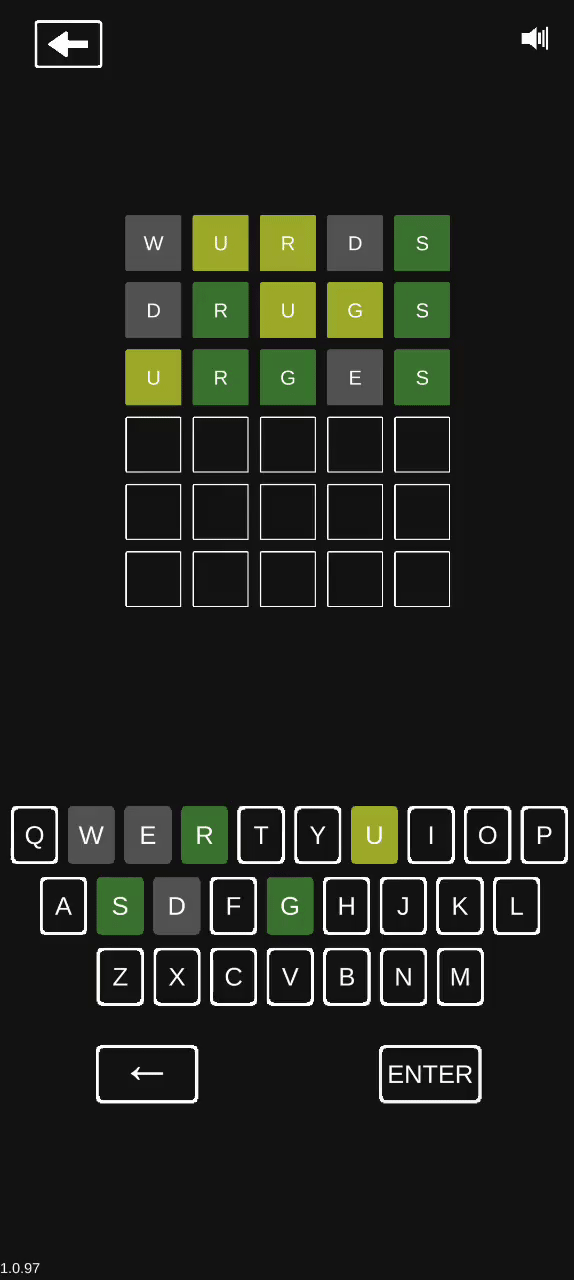 W U R D S
D R U G S
U R G E S
Q W E R T Y U I O P
A S D F G H J K L
Z X C V B N M
← ENTER
1.0.97